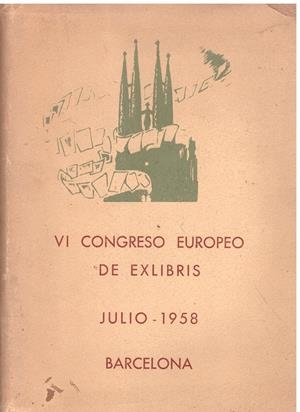 VI CONGRESO EUROPEO
DE EXLIBRIS
JULIO - 1958
BARCELONA